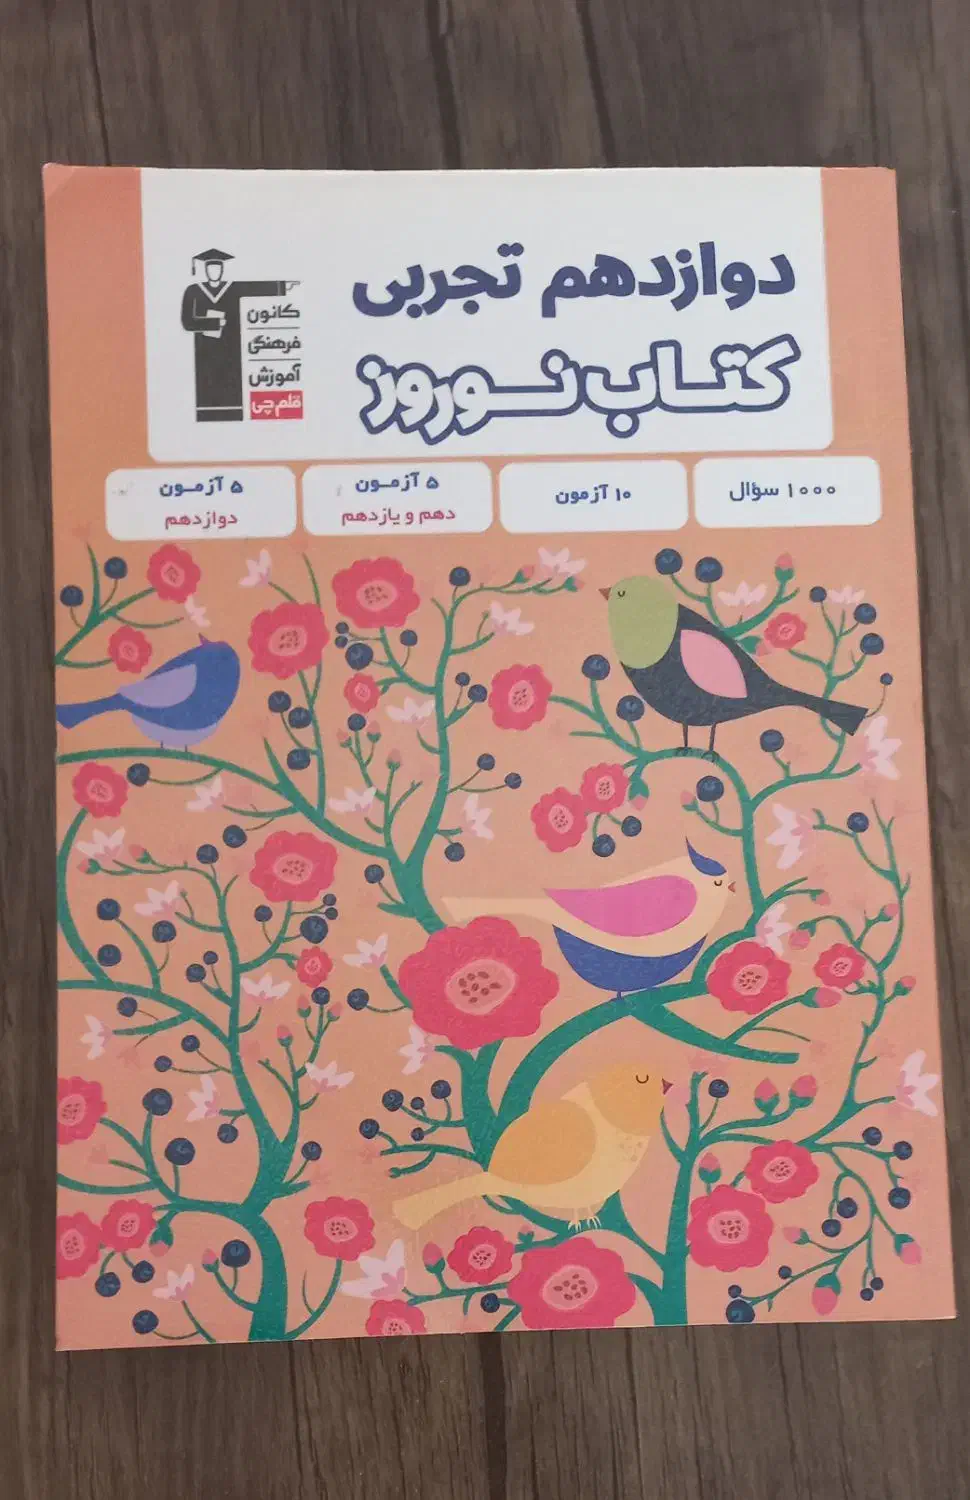 دوازدهم تجربی
کتاب نوروز
کانون
فرهنگی
آموزش
قلم‌چی
۱۰۰۰ سؤال
۱۰ آزمون
۵ آزمون
دهم و یازدهم
۵ آزمون
دوازدهم